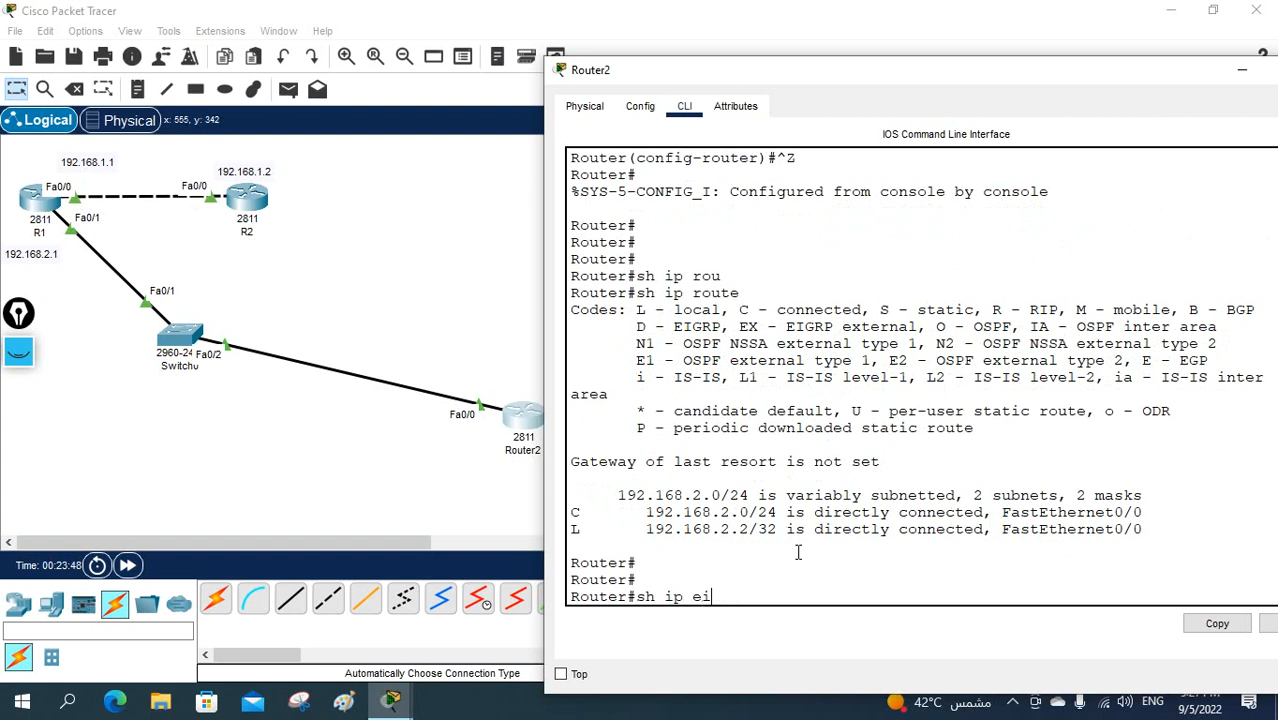 Cisco Packet Tracer
File Edit Options View Tools Extensions Window Help
Logical Physical x: 555, y: 342
192.168.1.1
192.168.1.2
Fa0/0
Fa0/0
2811
R1
2811
R2
Fa0/1
192.168.2.1
Fa0/1
2960-24
Switch0
Fa0/2
Fa0/0
2811
Router2
Time: 00:23:48
Automatically Choose Connection Type
Router2
Physical Config CLI Attributes
IOS Command Line Interface
Router(config-router)#^Z
Router#
%SYS-5-CONFIG_I: Configured from console by console
Router#
Router#
Router#
Router#sh ip rou
Router#sh ip route
Codes: L - local, C - connected, S - static, R - RIP, M - mobile, B - BGP
D - EIGRP, EX - EIGRP external, O - OSPF, IA - OSPF inter area
N1 - OSPF NSSA external type 1, N2 - OSPF NSSA external type 2
E1 - OSPF external type 1, E2 - OSPF external type 2, E - EGP
i - IS-IS, L1 - IS-IS level-1, L2 - IS-IS level-2, ia - IS-IS inter
area
* - candidate default, U - per-user static route, o - ODR
P - periodic downloaded static route
Gateway of last resort is not set
192.168.2.0/24 is variably subnetted, 2 subnets, 2 masks
C 192.168.2.0/24 is directly connected, FastEthernet0/0
L 192.168.2.2/32 is directly connected, FastEthernet0/0
Router#
Router#
Router#sh ip ei
Copy
Top
42°C مشمس
ENG
9/5/2022